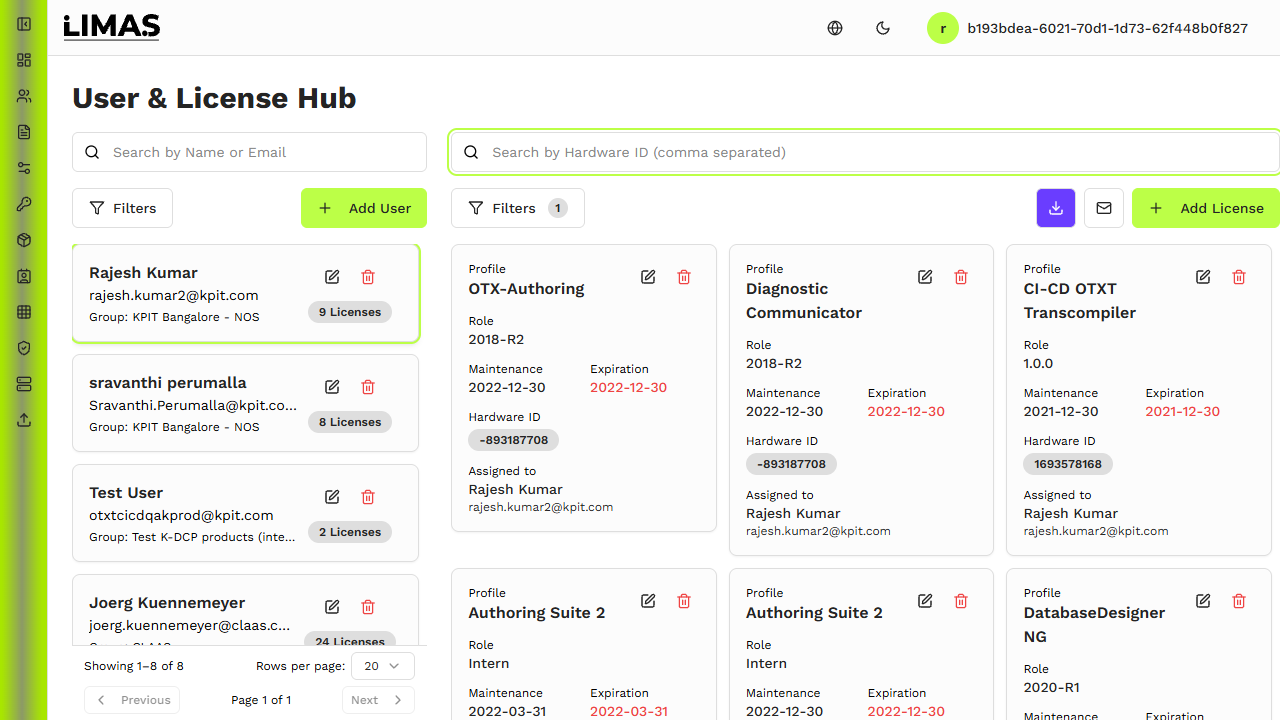 LIMAS
r
b193bdea-6021-70d1-1d73-62f448b0f827
User & License Hub
Search by Name or Email
Search by Hardware ID (comma separated)
Filters
Add User
Filters
1
Add License
Rajesh Kumar
rajesh.kumar2@kpit.com
Group: KPIT Bangalore - NOS
9 Licenses
sravanthi perumalla
Sravanthi.Perumalla@kpit.co...
Group: KPIT Bangalore - NOS
8 Licenses
Test User
otxtcicdqakprod@kpit.com
Group: Test K-DCP products (inte...
2 Licenses
Joerg Kuennemeyer
joerg.kuennemeyer@claas.c...
24 Licenses
Showing 1–8 of 8
Rows per page:
20
Previous
Page 1 of 1
Next
Profile
OTX-Authoring
Role
2018-R2
Maintenance
2022-12-30
Expiration
2022-12-30
Hardware ID
-893187708
Assigned to
Rajesh Kumar
rajesh.kumar2@kpit.com
Profile
Diagnostic
Communicator
Role
2018-R2
Maintenance
2022-12-30
Expiration
2022-12-30
Hardware ID
-893187708
Assigned to
Rajesh Kumar
rajesh.kumar2@kpit.com
Profile
CI-CD OTXT
Transcompiler
Role
1.0.0
Maintenance
2021-12-30
Expiration
2021-12-30
Hardware ID
1693578168
Assigned to
Rajesh Kumar
rajesh.kumar2@kpit.com
Profile
Authoring Suite 2
Role
Intern
Maintenance
2022-03-31
Expiration
2022-03-31
Profile
Authoring Suite 2
Role
Intern
Maintenance
2022-12-30
Expiration
2022-12-30
Profile
DatabaseDesigner
NG
Role
2020-R1
Maintenance
Expiration